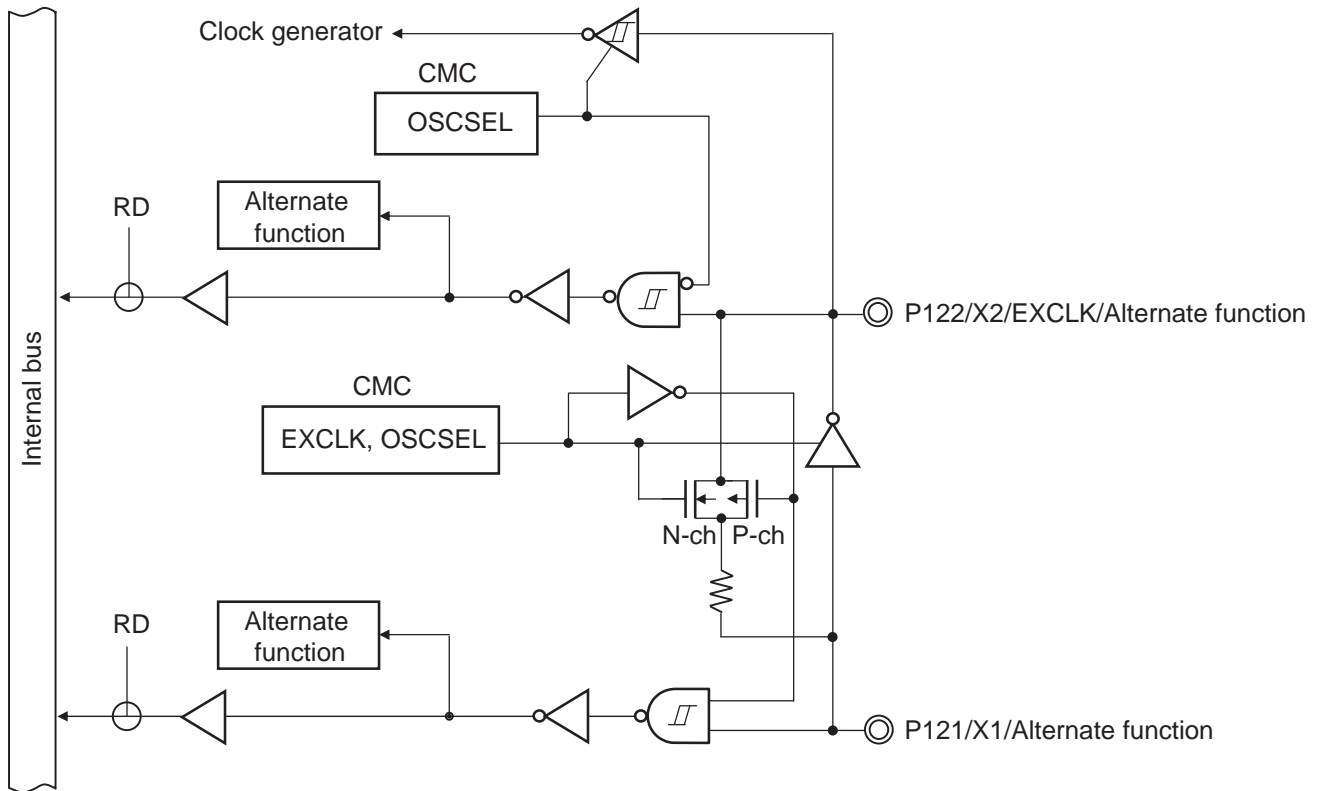 Clock generator
CMC
OSCSEL
RD
Alternate
function
P122/X2/EXCLK/Alternate function
CMC
EXCLK, OSCSEL
Internal bus
N-ch
P-ch
RD
Alternate
function
P121/X1/Alternate function